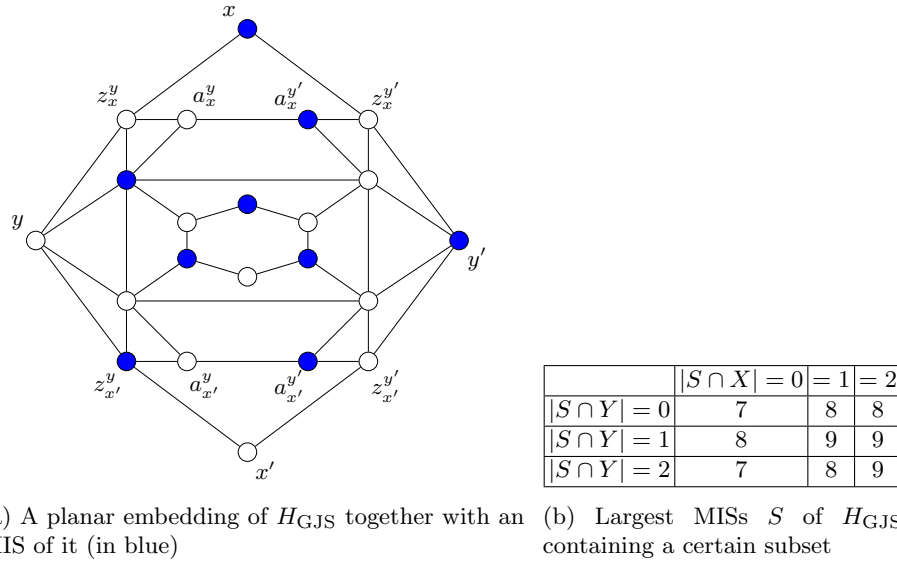 x
z_x^y a_x^y a_x^{y'} z_x^{y'}
y
y'
z_{x'}^y a_{x'}^y a_{x'}^{y'} z_{x'}^{y'}
x'
|S ∩ X| = 0 = 1 = 2
|S ∩ Y| = 0 7 8 8
|S ∩ Y| = 1 8 9 9
|S ∩ Y| = 2 7 8 9
) A planar embedding of H_GJS together with an
IS of it (in blue)
(b) Largest MISs S of H_GJS
containing a certain subset